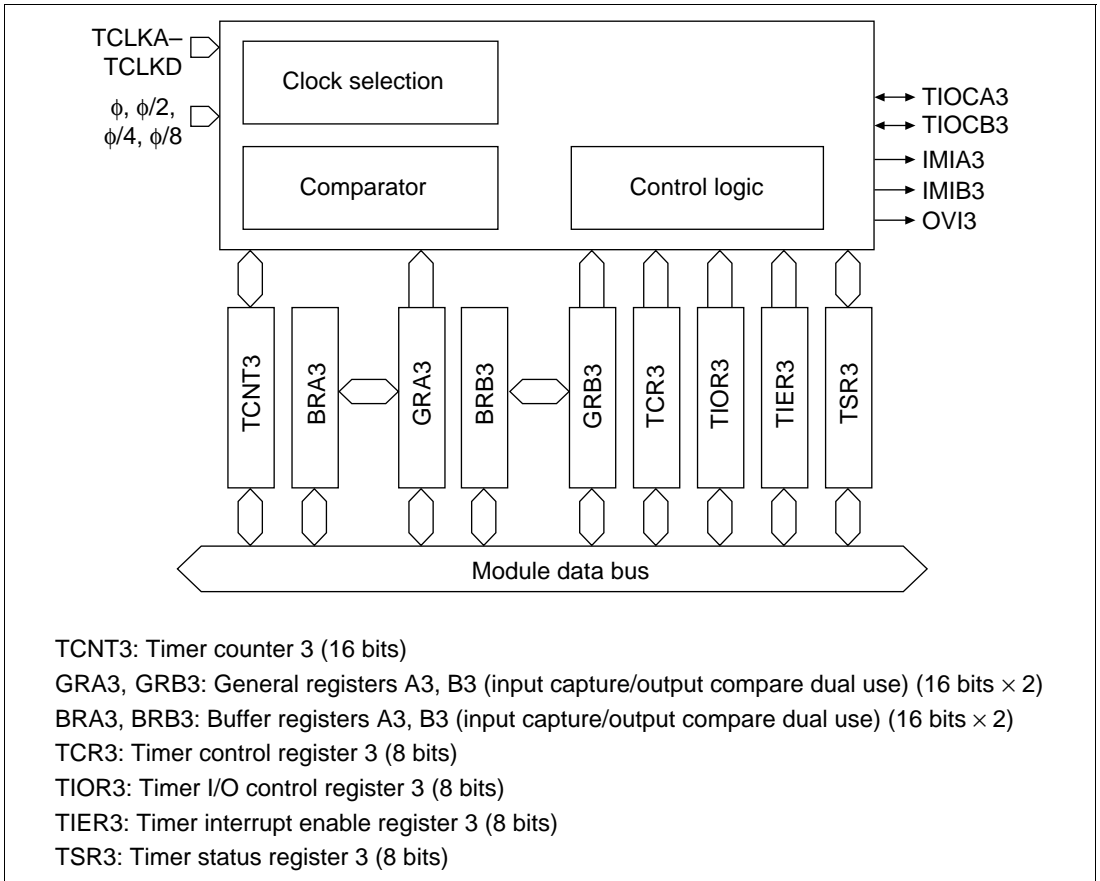 TCLKA–
TCLKD
ϕ, ϕ/2,
ϕ/4, ϕ/8
Clock selection
Comparator
Control logic
TIOCA3
TIOCB3
IMIA3
IMIB3
OVI3
TCNT3
BRA3
GRA3
BRB3
GRB3
TCR3
TIOR3
TIER3
TSR3
Module data bus
TCNT3: Timer counter 3 (16 bits)
GRA3, GRB3: General registers A3, B3 (input capture/output compare dual use) (16 bits × 2)
BRA3, BRB3: Buffer registers A3, B3 (input capture/output compare dual use) (16 bits × 2)
TCR3: Timer control register 3 (8 bits)
TIOR3: Timer I/O control register 3 (8 bits)
TIER3: Timer interrupt enable register 3 (8 bits)
TSR3: Timer status register 3 (8 bits)